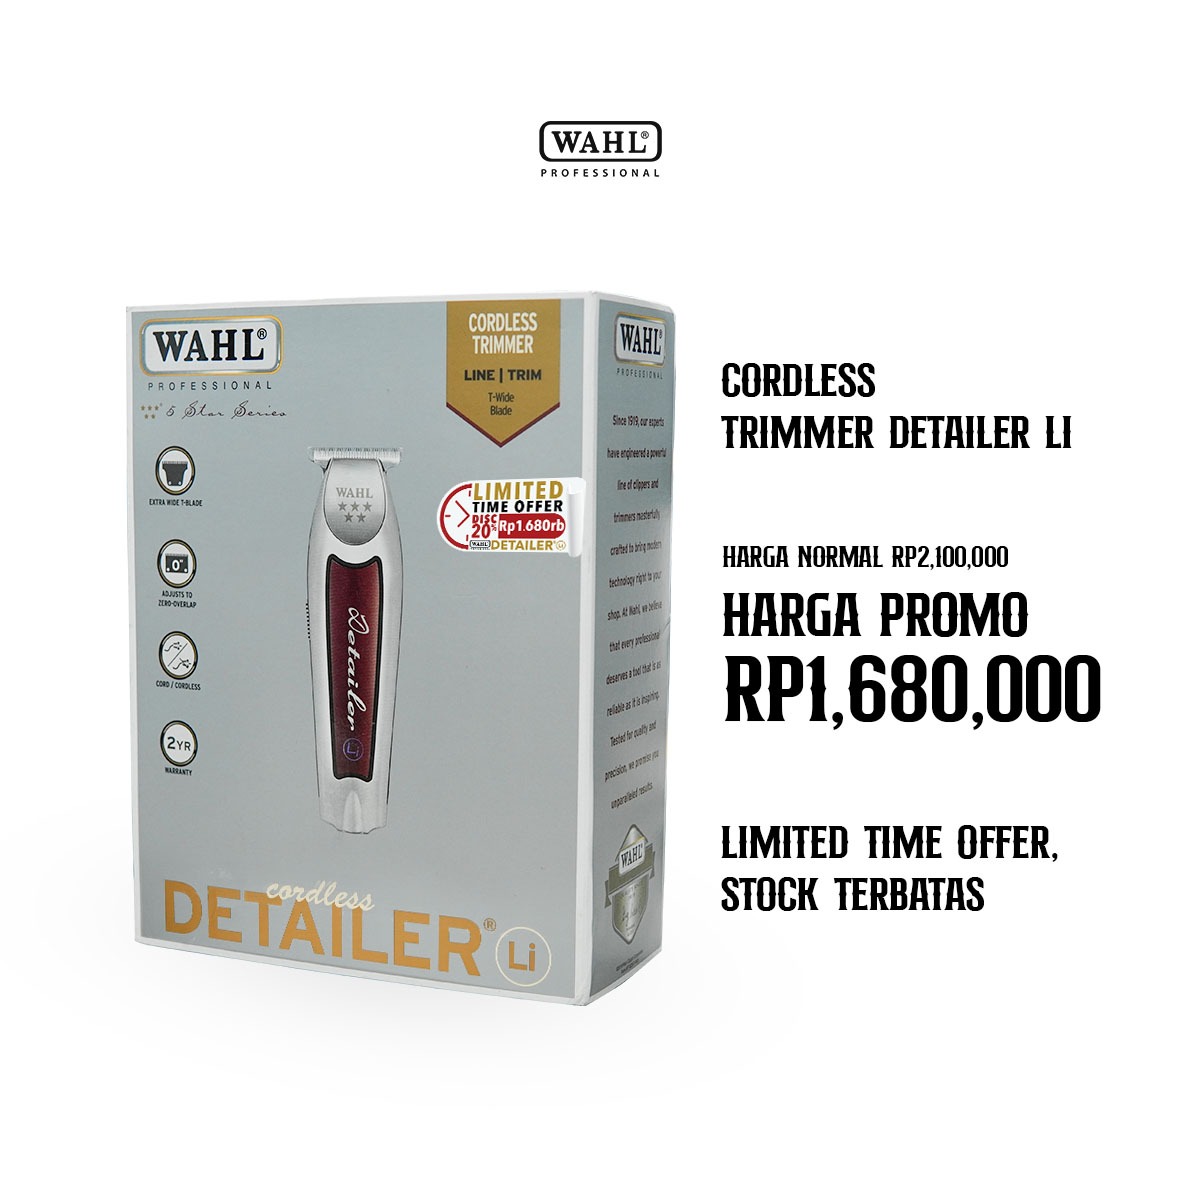 WAHL®
PROFESSIONAL
WAHL®
PROFESSIONAL
5 Star Series
EXTRA WIDE T-BLADE
"0"
ADJUSTS TO
ZERO-OVERLAP
CORD / CORDLESS
2YR
WARRANTY
CORDLESS
TRIMMER
LINE | TRIM
T-Wide
Blade
WAHL
Detailer
Li
LIMITED
TIME OFFER
DISC
20% Rp1.680rb
WAHL DETAILER® Li
cordless
DETAILER® Li
WAHL®
PROFESSIONAL
Since 1919, our experts
have engineered a powerful
line of clippers and
trimmers masterfully
crafted to bring modern
technology right to your
shop. At Wahl, we believe
that every professional
deserves a tool that is as
reliable as it is inspiring.
Tested for quality and
precision, we promise you
unparalleled results.
WAHL
CORDLESS
TRIMMER DETAILER LI
HARGA NORMAL RP2,100,000
HARGA PROMO
RP1,680,000
LIMITED TIME OFFER,
STOCK TERBATAS